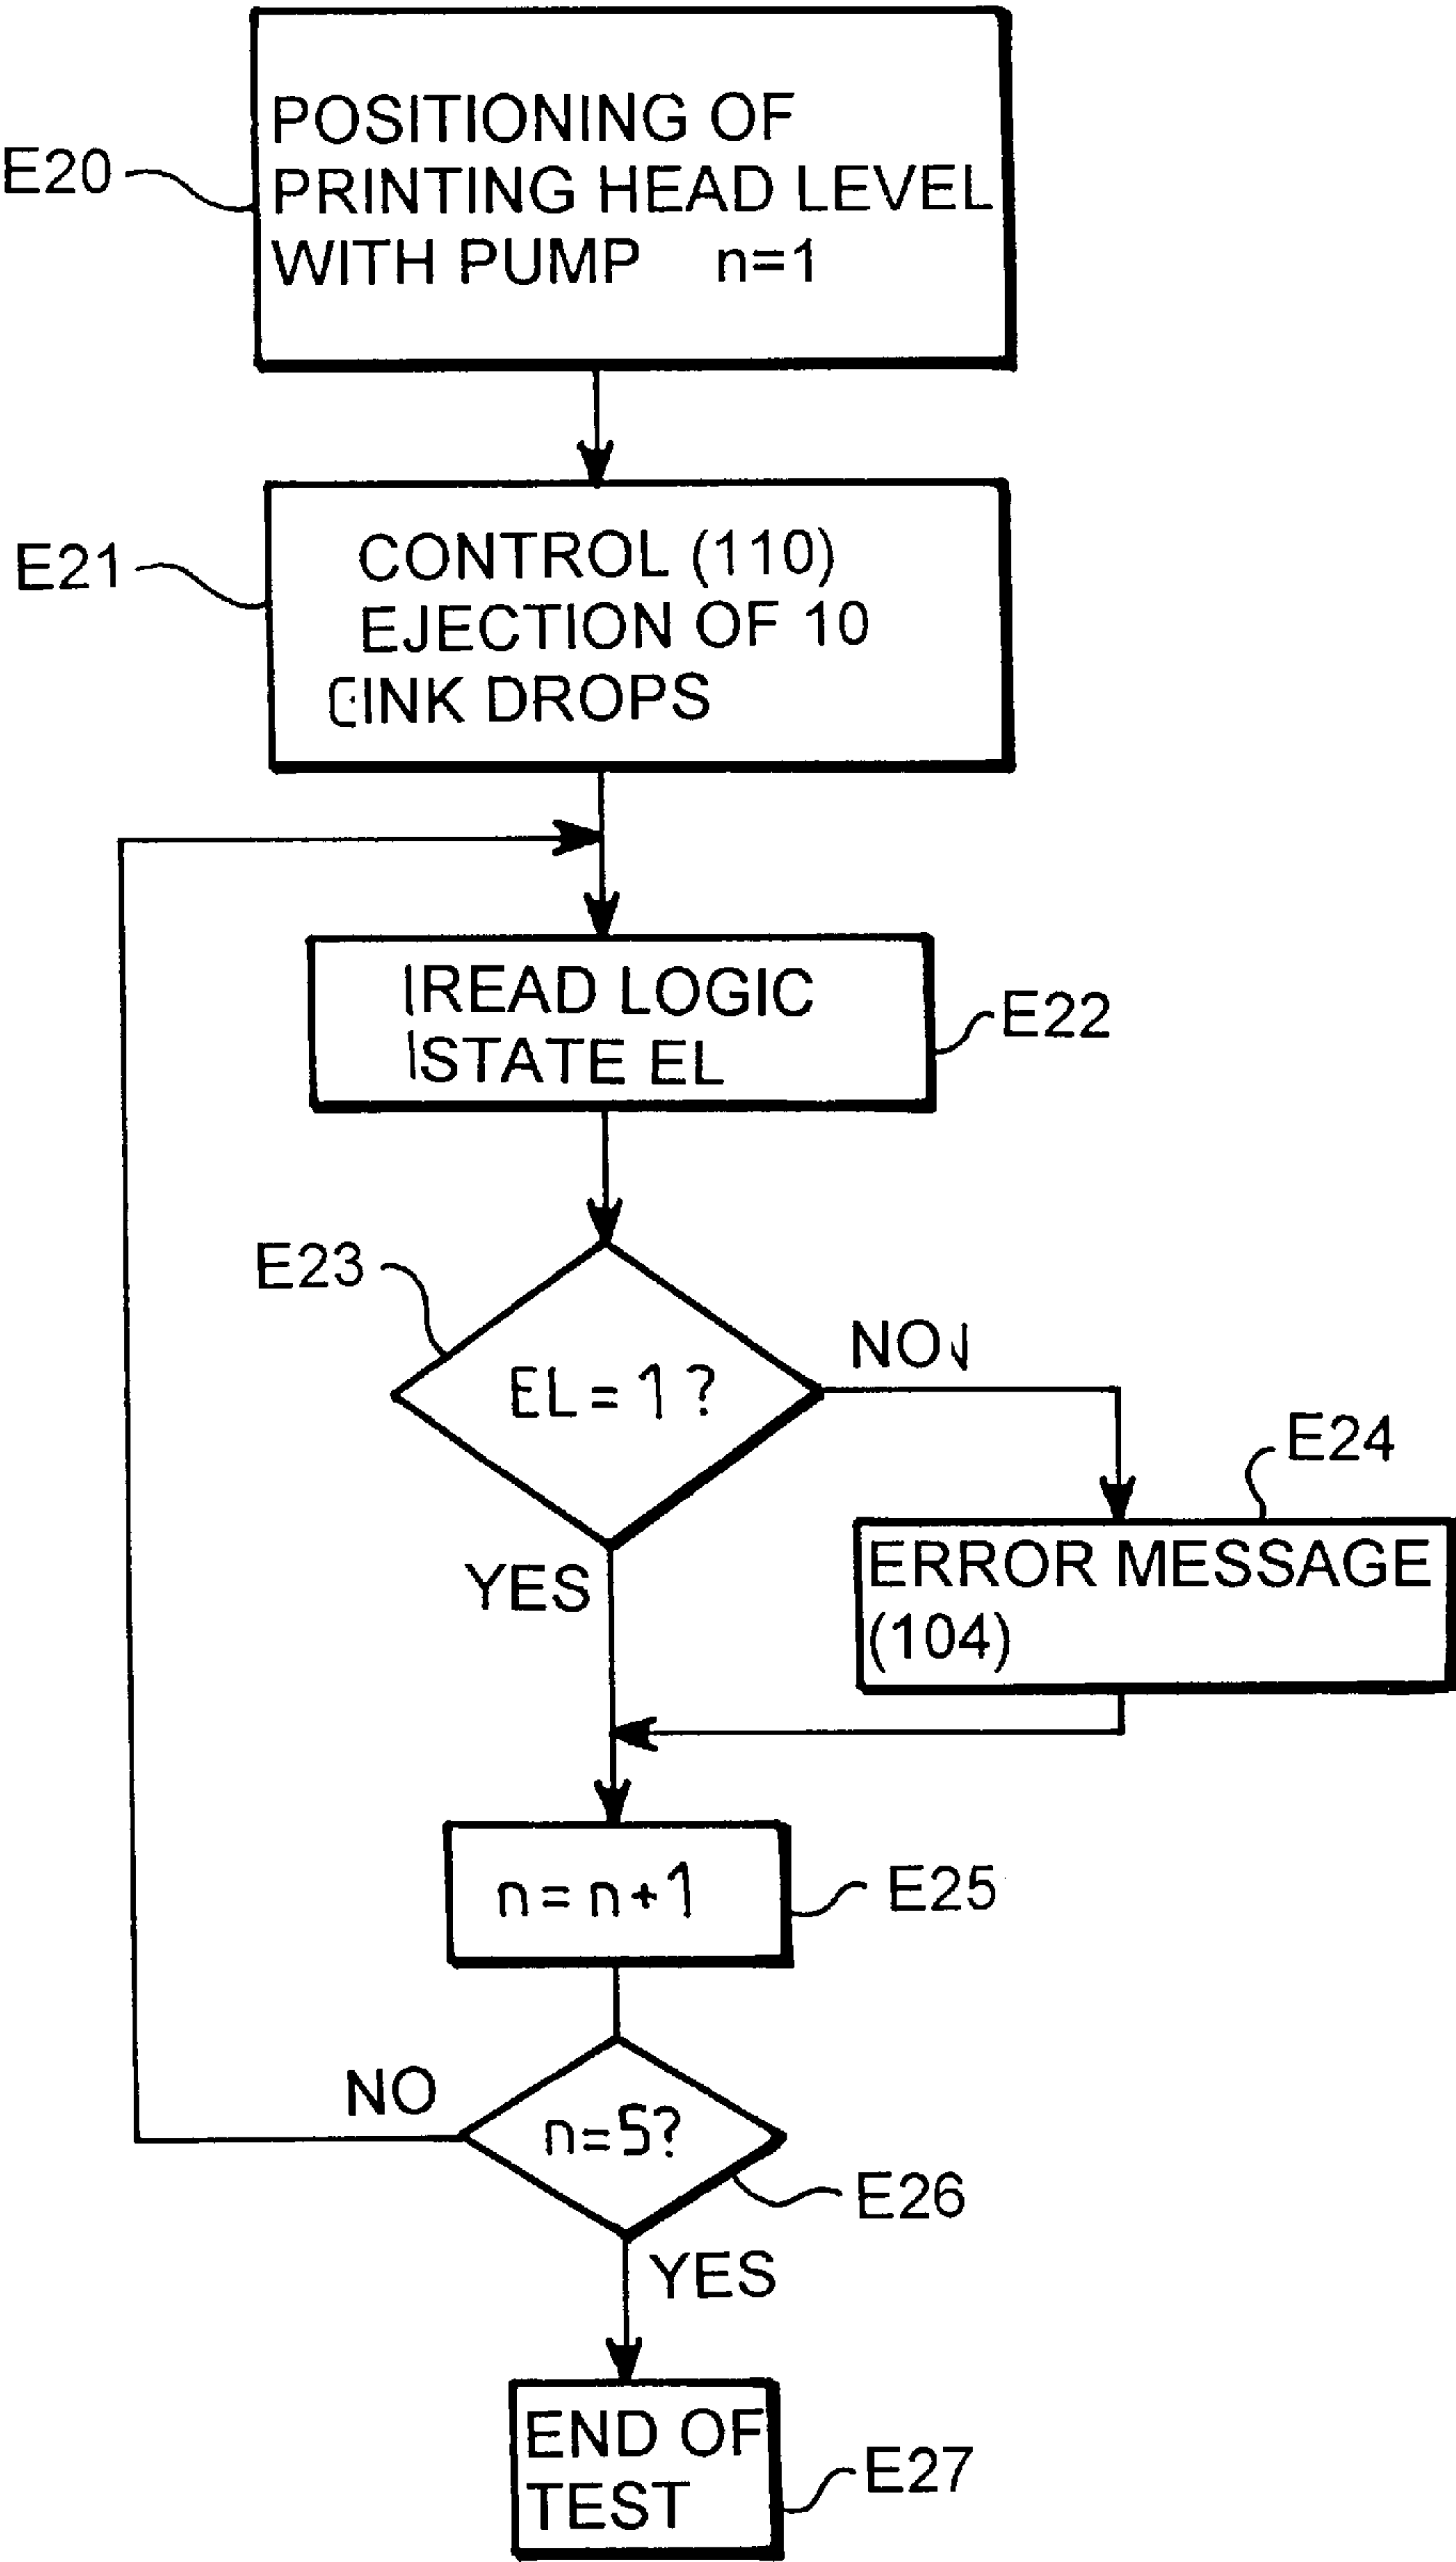 POSITIONING OF
PRINTING HEAD LEVEL
WITH PUMP n=1
E20
CONTROL (110)
EJECTION OF 10
INK DROPS
E21
READ LOGIC
STATE EL
E22
E23
EL = 1 ?
NO
E24
ERROR MESSAGE
(104)
YES
n = n + 1
E25
NO
n = 5?
E26
YES
END OF
TEST
E27